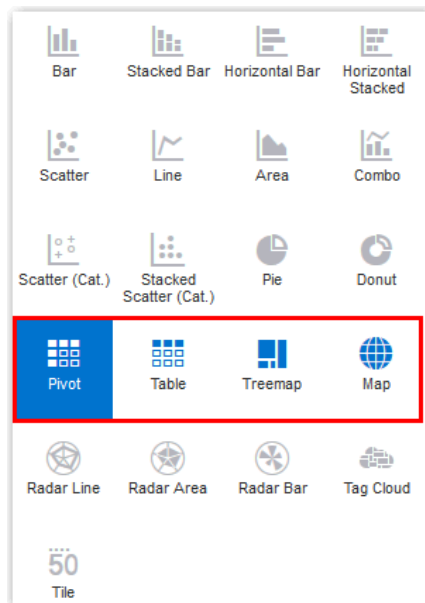 Bar Stacked Bar Horizontal Bar Horizontal
Stacked
Scatter Line Area Combo
Scatter (Cat.) Stacked Pie Donut
Scatter (Cat.)
Pivot Table Treemap Map
Radar Line Radar Area Radar Bar Tag Cloud
50
Tile